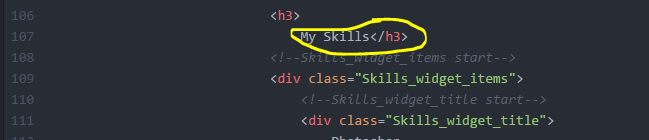 106 <h3>
107 My Skills</h3>
108 <!--Skills_widget_items start-->
109 <div class="Skills_widget_items">
110 <!--Skills_widget_title start-->
111 <div class="Skills_widget_title">